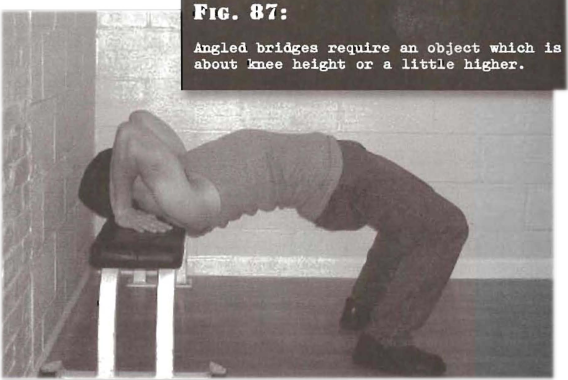 FIG. 87:
Angled bridges require an object which is
about knee height or a little higher.